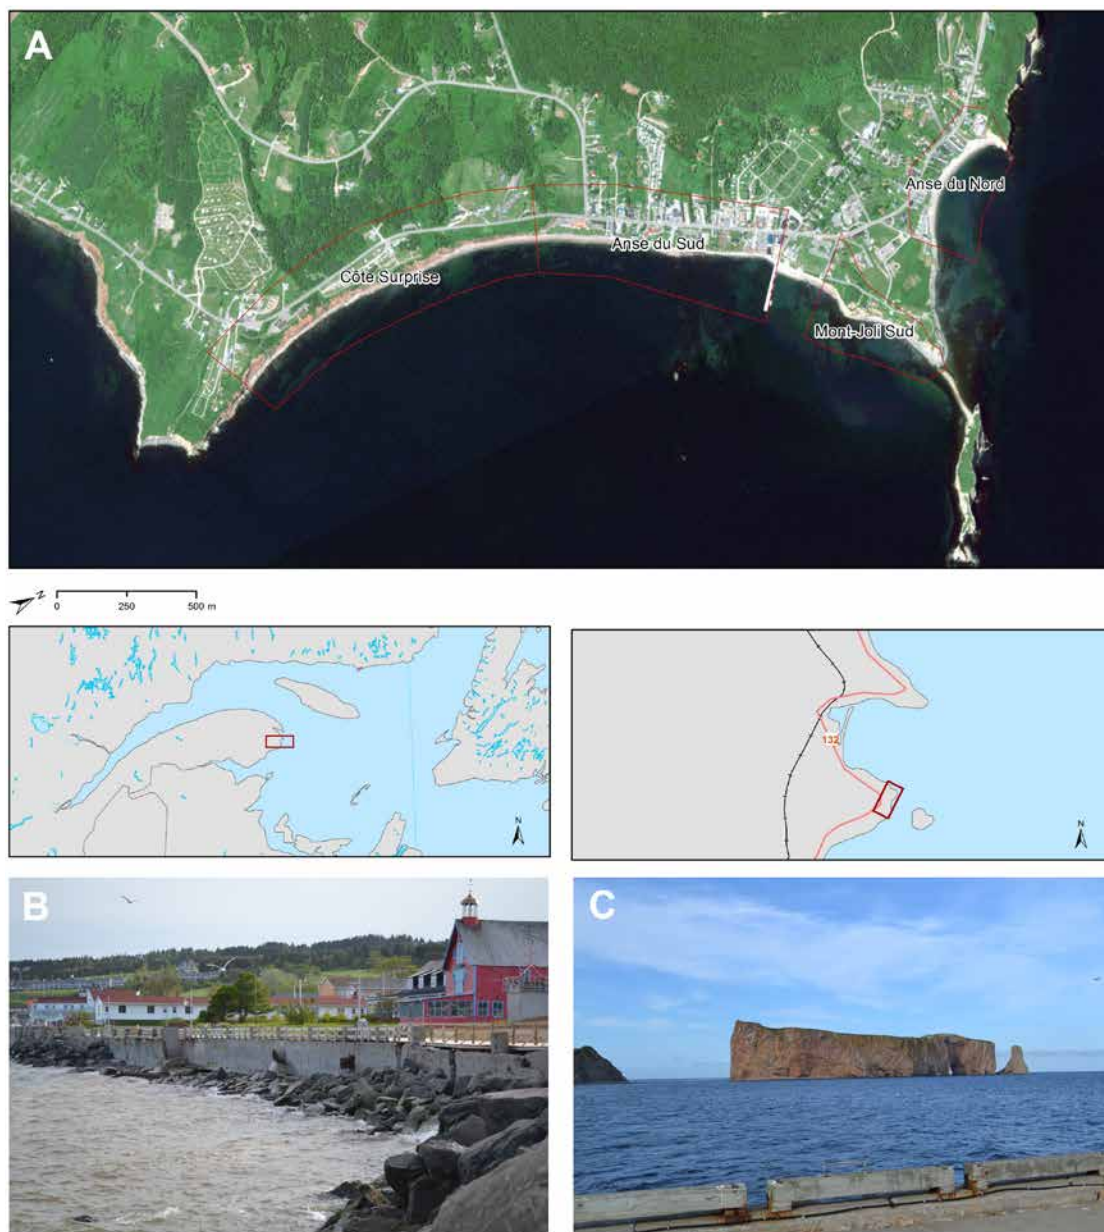 A
Anse du Nord
Anse du Sud
Côte Surprise
Mont-Joli Sud
N
0 250 500 m
132
N
N
B
C